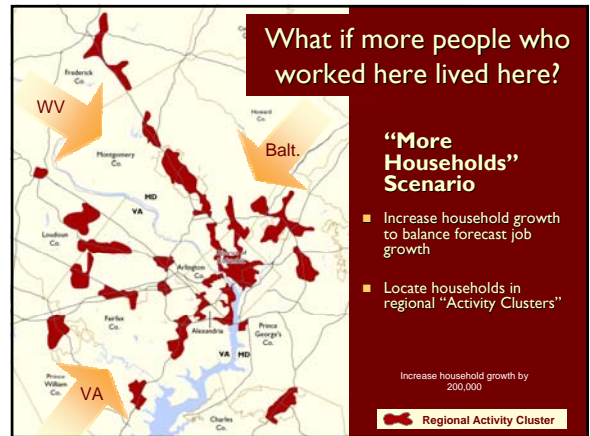 What if more people who
worked here lived here?
WV
Balt.
VA
Frederick
Co.
Howard
Co.
Montgomery
Co.
MD
VA
Loudoun
Co.
Arlington
Co.
Fairfax
Co.
Alexandria
Prince
George's
Co.
VA
MD
Prince
William
Co.
Charles
Co.
“More
Households”
Scenario
Increase household growth
to balance forecast job
growth
Locate households in
regional “Activity Clusters”
Increase household growth by
200,000
Regional Activity Cluster